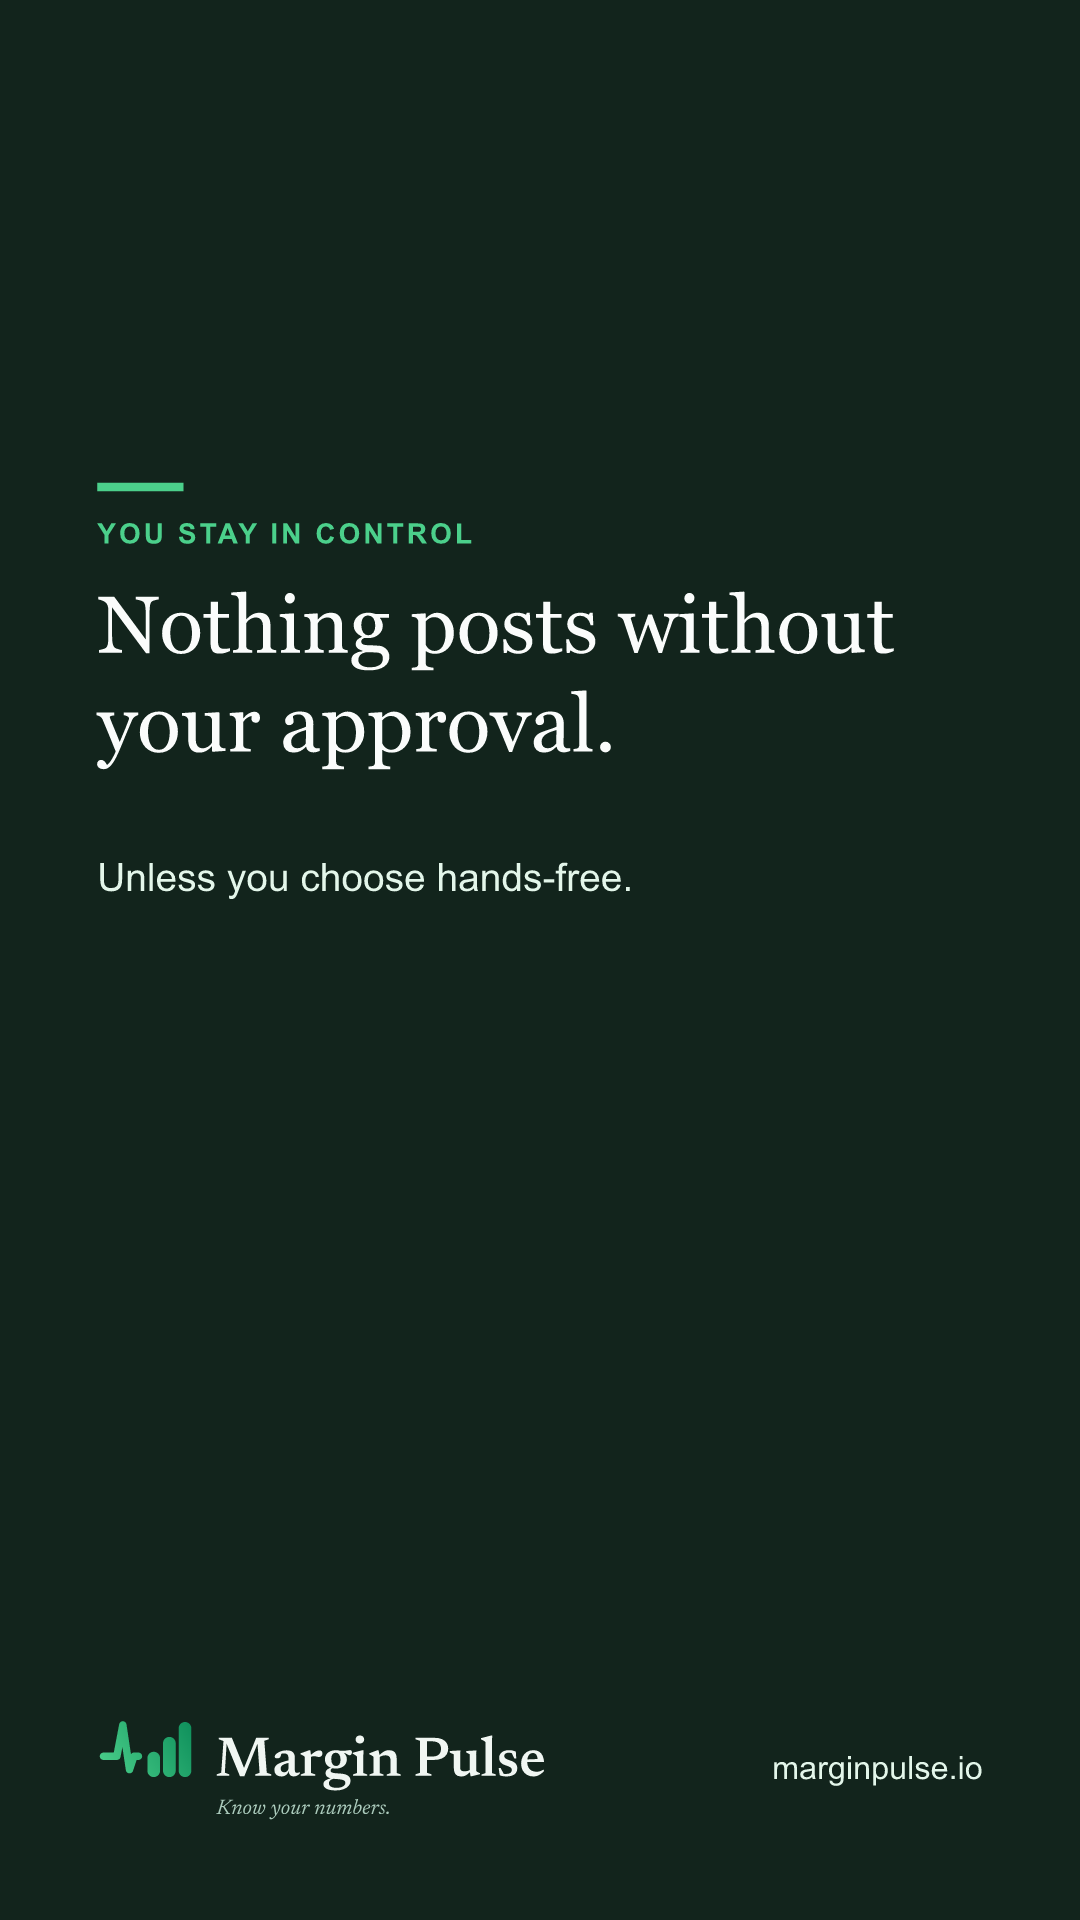 YOU STAY IN CONTROL
Nothing posts without
your approval.
Unless you choose hands-free.
Margin Pulse
Know your numbers.
marginpulse.io